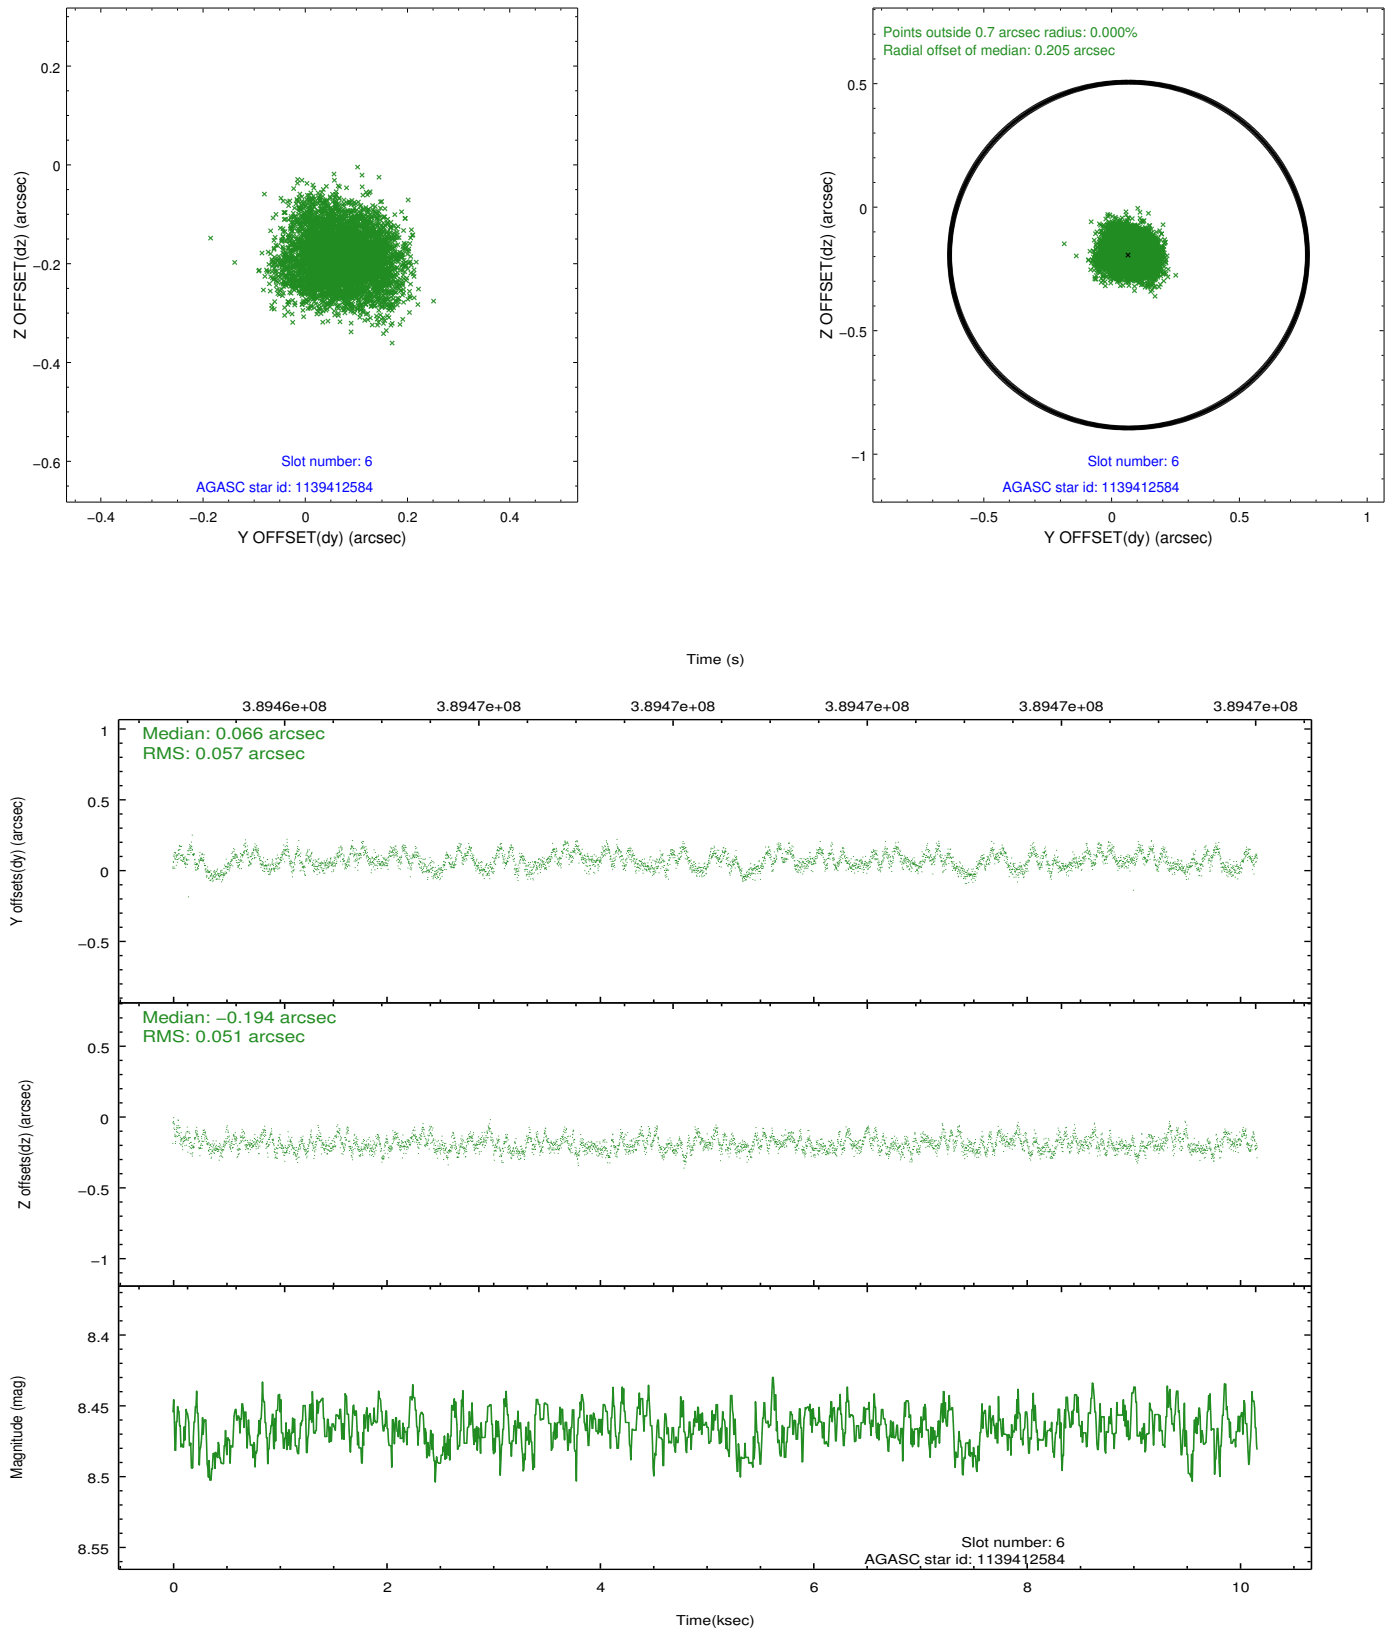 0.2
0
−0.2
−0.4
−0.6
Z OFFSET(dz) (arcsec)
Slot number: 6
AGASC star id: 1139412584
−0.4
−0.2
0
0.2
0.4
Y OFFSET(dy) (arcsec)
Points outside 0.7 arcsec radius: 0.000%
Radial offset of median: 0.205 arcsec
0.5
0
−0.5
−1
Z OFFSET(dz) (arcsec)
Slot number: 6
AGASC star id: 1139412584
−0.5
0
0.5
1
Y OFFSET(dy) (arcsec)
Time (s)
3.8946e+08
3.8947e+08
3.8947e+08
3.8947e+08
3.8947e+08
3.8947e+08
Median: 0.066 arcsec
RMS: 0.057 arcsec
1
0.5
0
−0.5
Y offsets(dy) (arcsec)
Median: −0.194 arcsec
RMS: 0.051 arcsec
0.5
0
−0.5
−1
Z offsets(dz) (arcsec)
8.4
8.45
8.5
8.55
Magnitude (mag)
Slot number: 6
AGASC star id: 1139412584
0
2
4
6
8
10
Time(ksec)